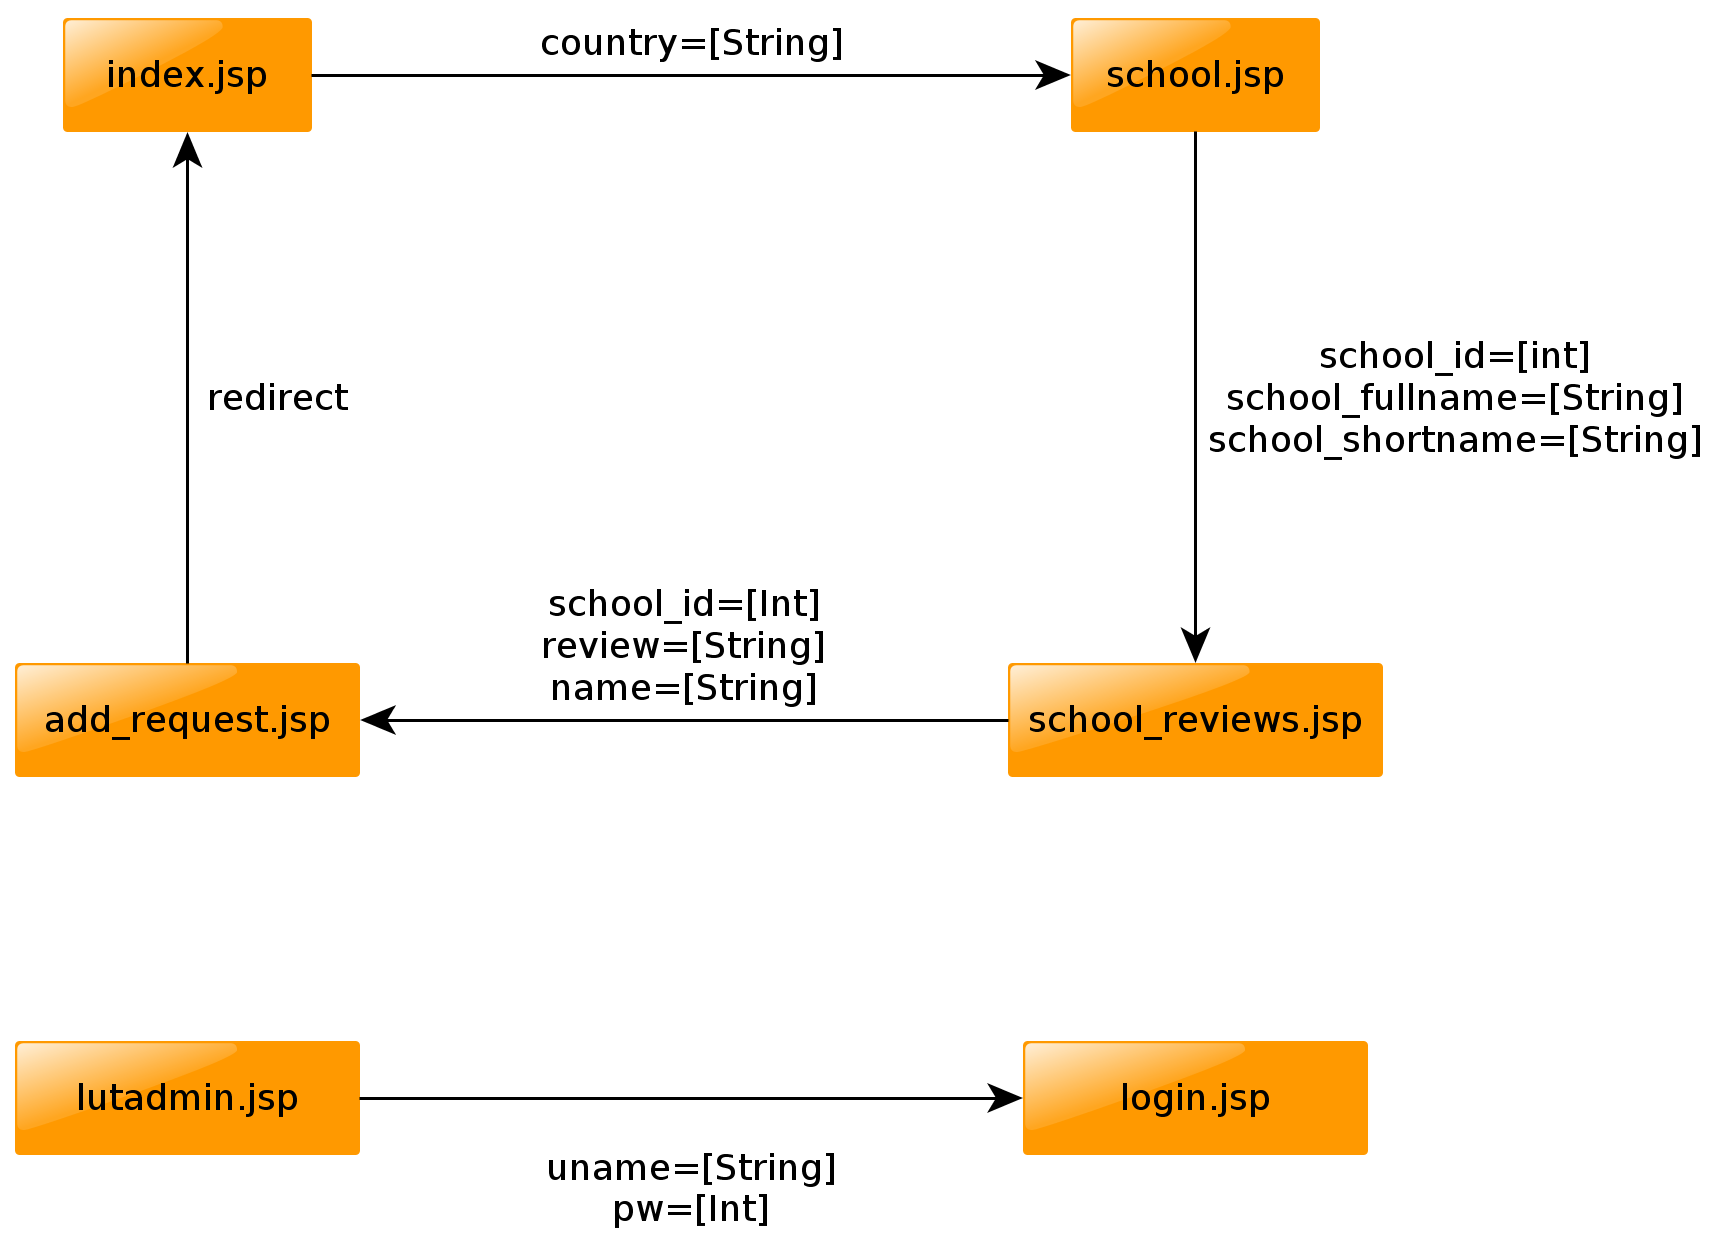 index.jsp
country=[String]
school.jsp
redirect
school_id=[int]
school_fullname=[String]
school_shortname=[String]
school_id=[Int]
review=[String]
name=[String]
add_request.jsp
school_reviews.jsp
lutadmin.jsp
login.jsp
uname=[String]
pw=[Int]